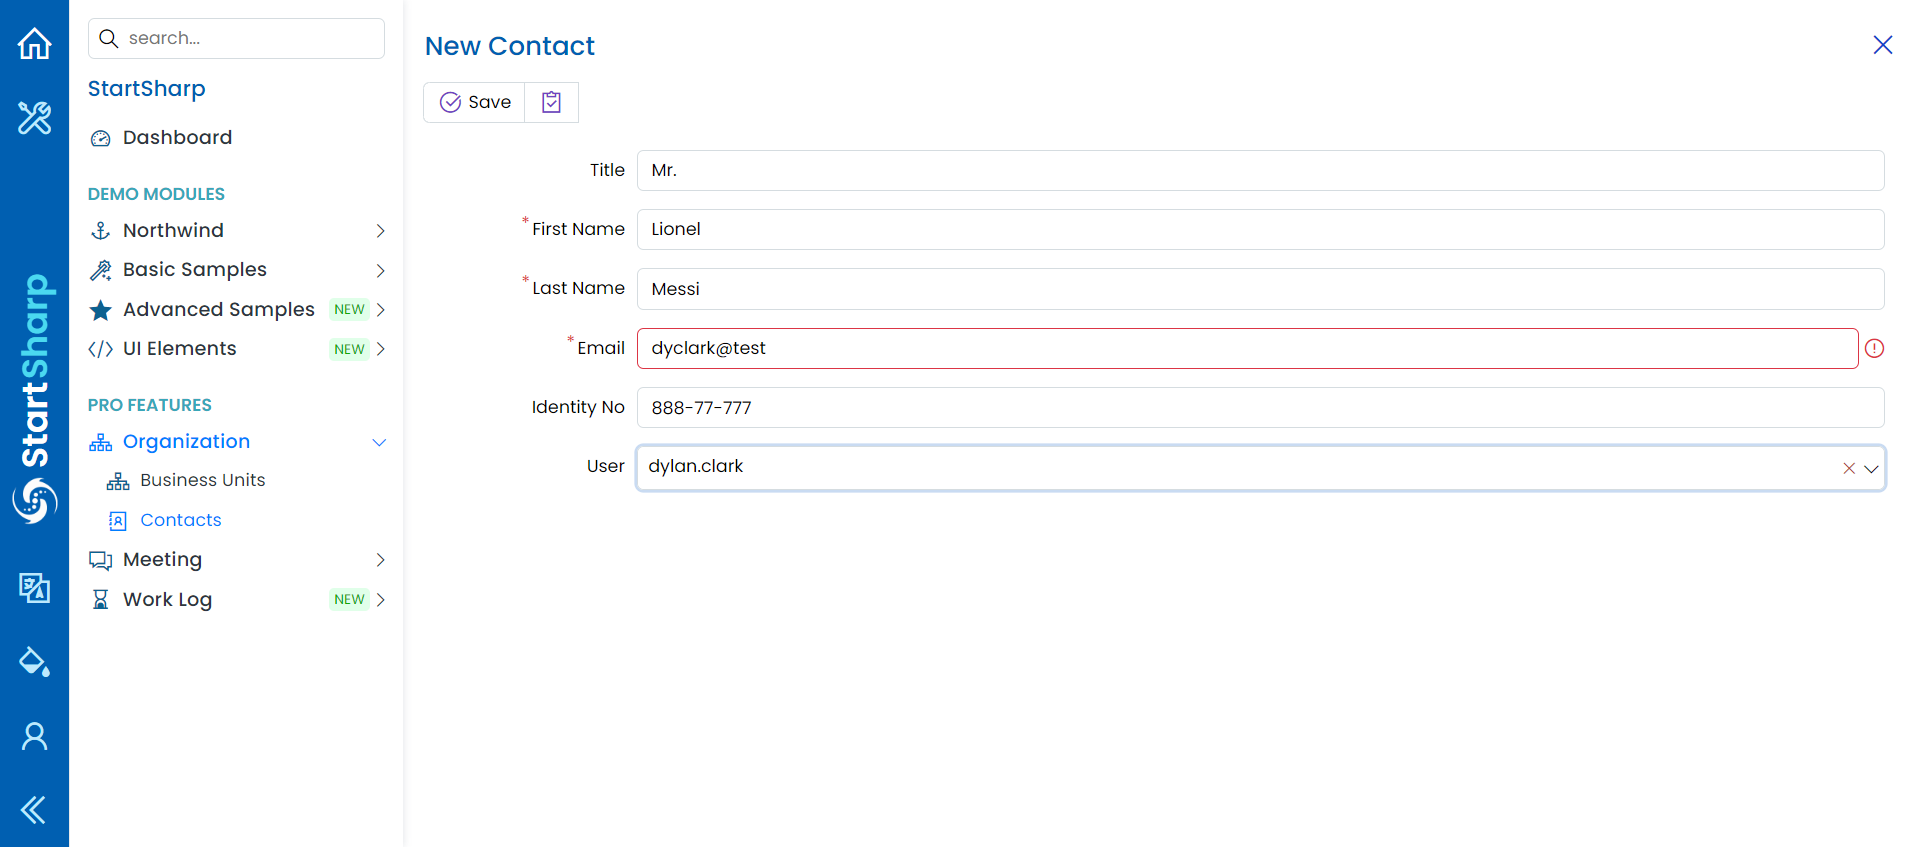 search...
StartSharp
Dashboard
DEMO MODULES
Northwind
Basic Samples
Advanced Samples NEW
UI Elements NEW
PRO FEATURES
Organization
Business Units
Contacts
Meeting
Work Log NEW
StartSharp
New Contact
Save
Title Mr.
* First Name Lionel
* Last Name Messi
* Email dyclark@test
Identity No 888-77-777
User dylan.clark